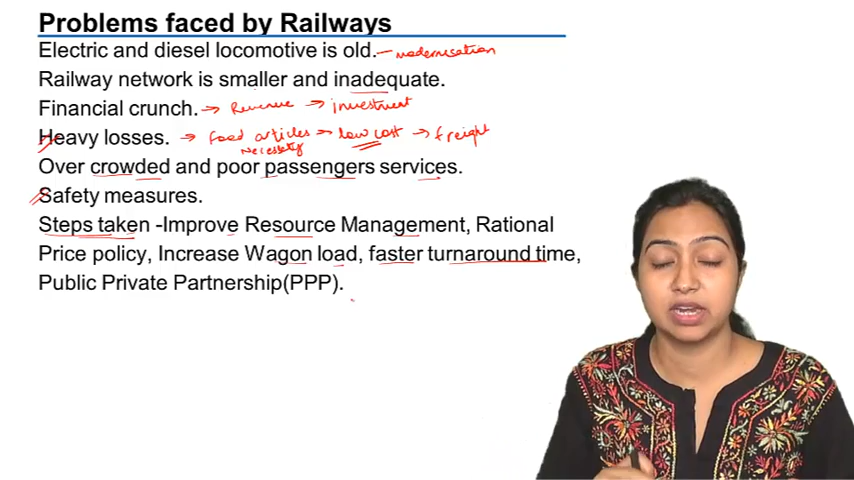 Problems faced by Railways
Electric and diesel locomotive is old. – modernisation
Railway network is smaller and inadequate.
Financial crunch. → Revenue → investment
Heavy losses. → Food articles → low cost → freight
necessity
Over crowded and poor passengers services.
Safety measures.
Steps taken -Improve Resource Management, Rational
Price policy, Increase Wagon load, faster turnaround time,
Public Private Partnership(PPP).